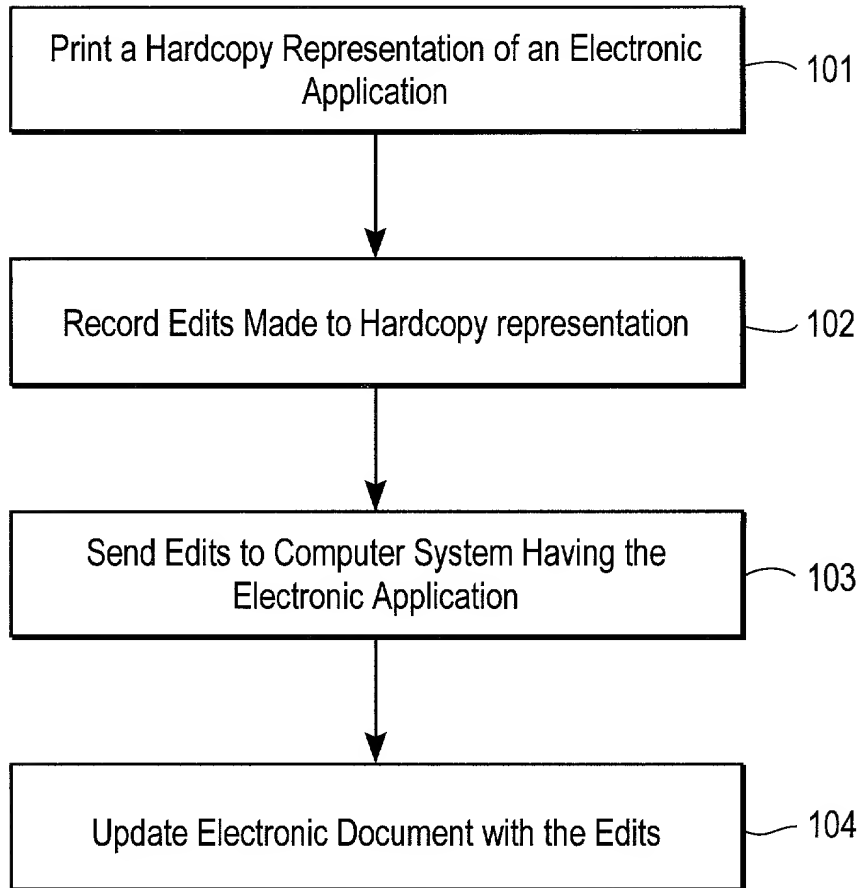 Print a Hardcopy Representation of an Electronic
Application
101
Record Edits Made to Hardcopy representation
102
Send Edits to Computer System Having the
Electronic Application
103
Update Electronic Document with the Edits
104